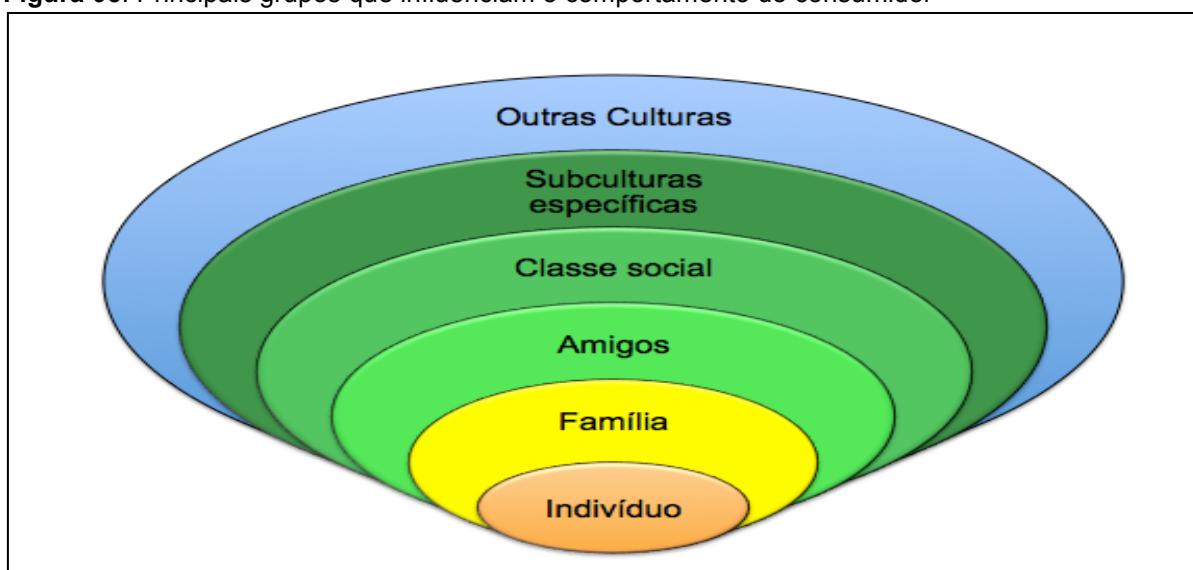 Outras Culturas
Subculturas
específicas
Classe social
Amigos
Família
Indivíduo